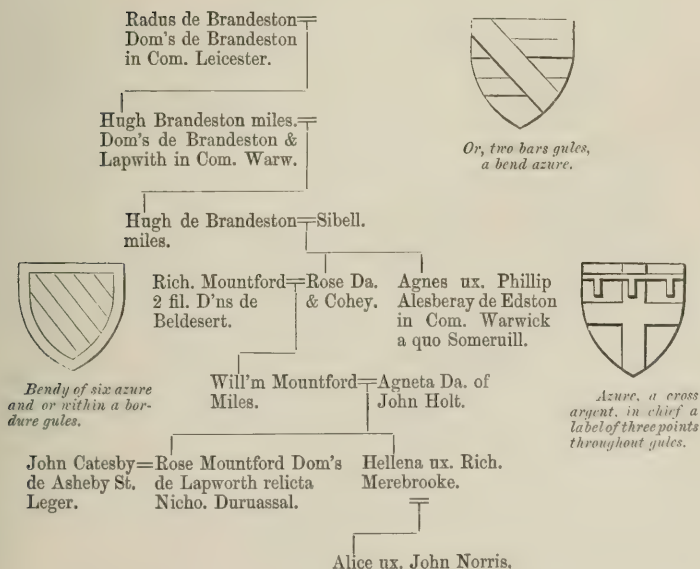 Radus de Brandeston
Dom's de Brandeston
in Com. Leicester.
Or, two bars gules,
a bend azure.
Hugh Brandeston miles.
Dom's de Brandeston &
Lapwith in Com. Warw.
Hugh de Brandeston=Sibell.
miles.
Rich. Mountford=Rose Da.
2 fil. D'ns de & Cohey.
Beldesert.
Agnes ux. Phillip
Alesberay de Edston
in Com. Warwick
a quo Someruill.
Bendy of six azure
and or within a bor-
dure gules.
Will'm Mountford=Agneta Da. of
Miles. John Holt.
Azure, a cross
argent, in chief a
label of three points
throughout gules.
John Catesby=Rose Mountford Dom's
de Asheby St. de Lapworth relicta
Leger. Nicho. Duruassal.
Hellena ux. Rich.
Merebrooke.
Alice ux. John Norris.